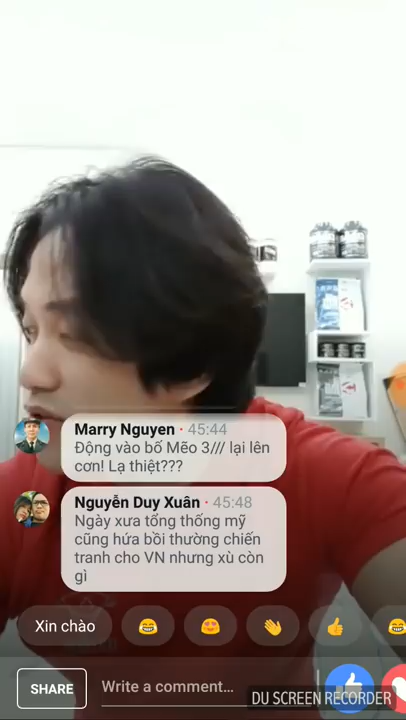 Marry Nguyen · 45:44
Động vào bố Mẽo 3/// lại lên
cơn! Lạ thiệt???
Nguyễn Duy Xuân · 45:48
Ngày xưa tổng thống mỹ
cũng hứa bồi thường chiến
tranh cho VN nhưng xù còn
gì
Xin chào
SHARE
Write a comment...
DU SCREEN RECORDER